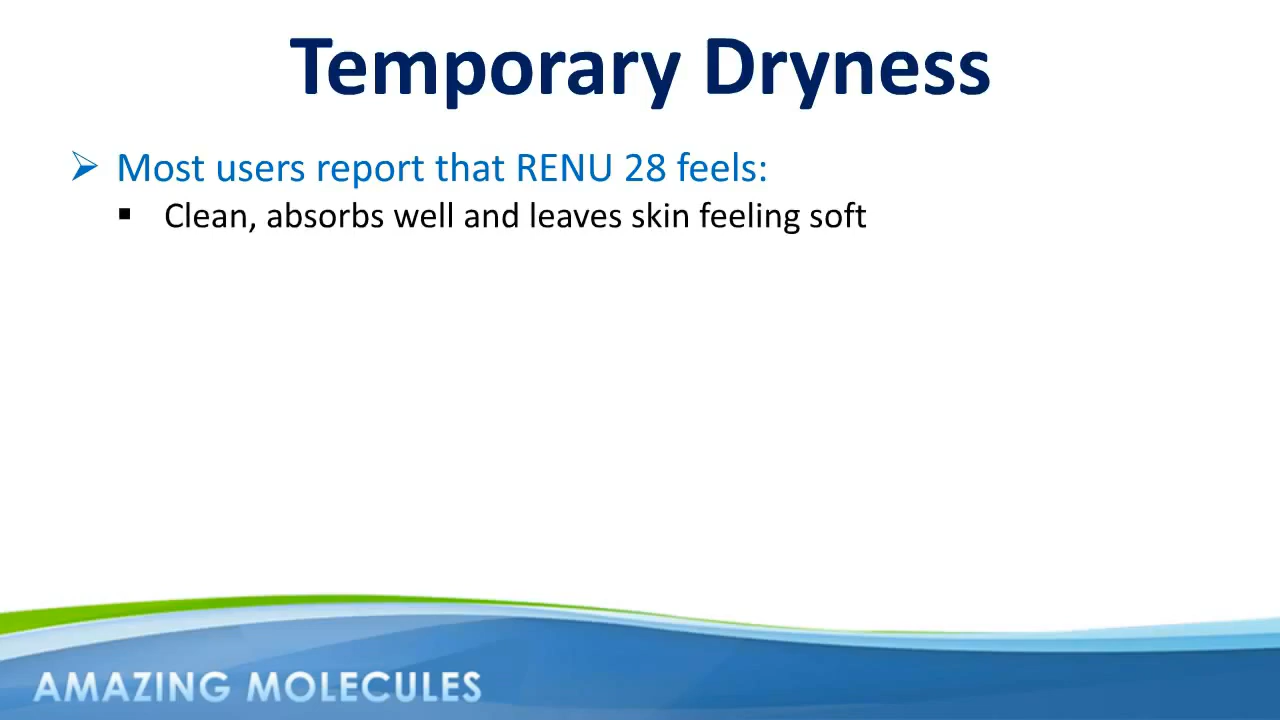 Temporary Dryness
Most users report that RENU 28 feels:
Clean, absorbs well and leaves skin feeling soft
AMAZING MOLECULES